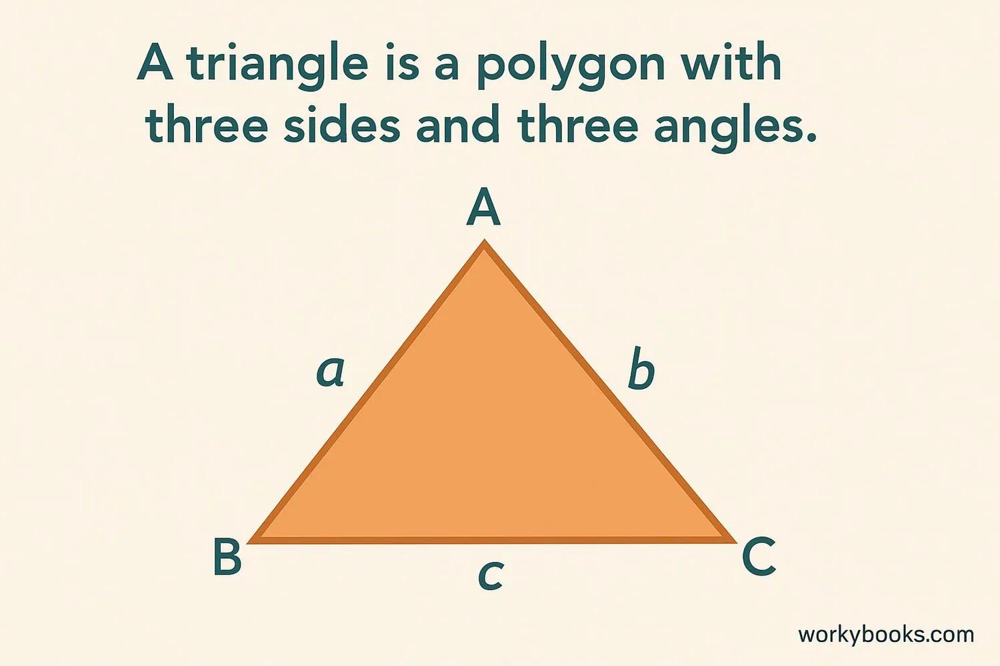 A triangle is a polygon with
three sides and three angles.
A
a
b
B
C
c
workybooks.com